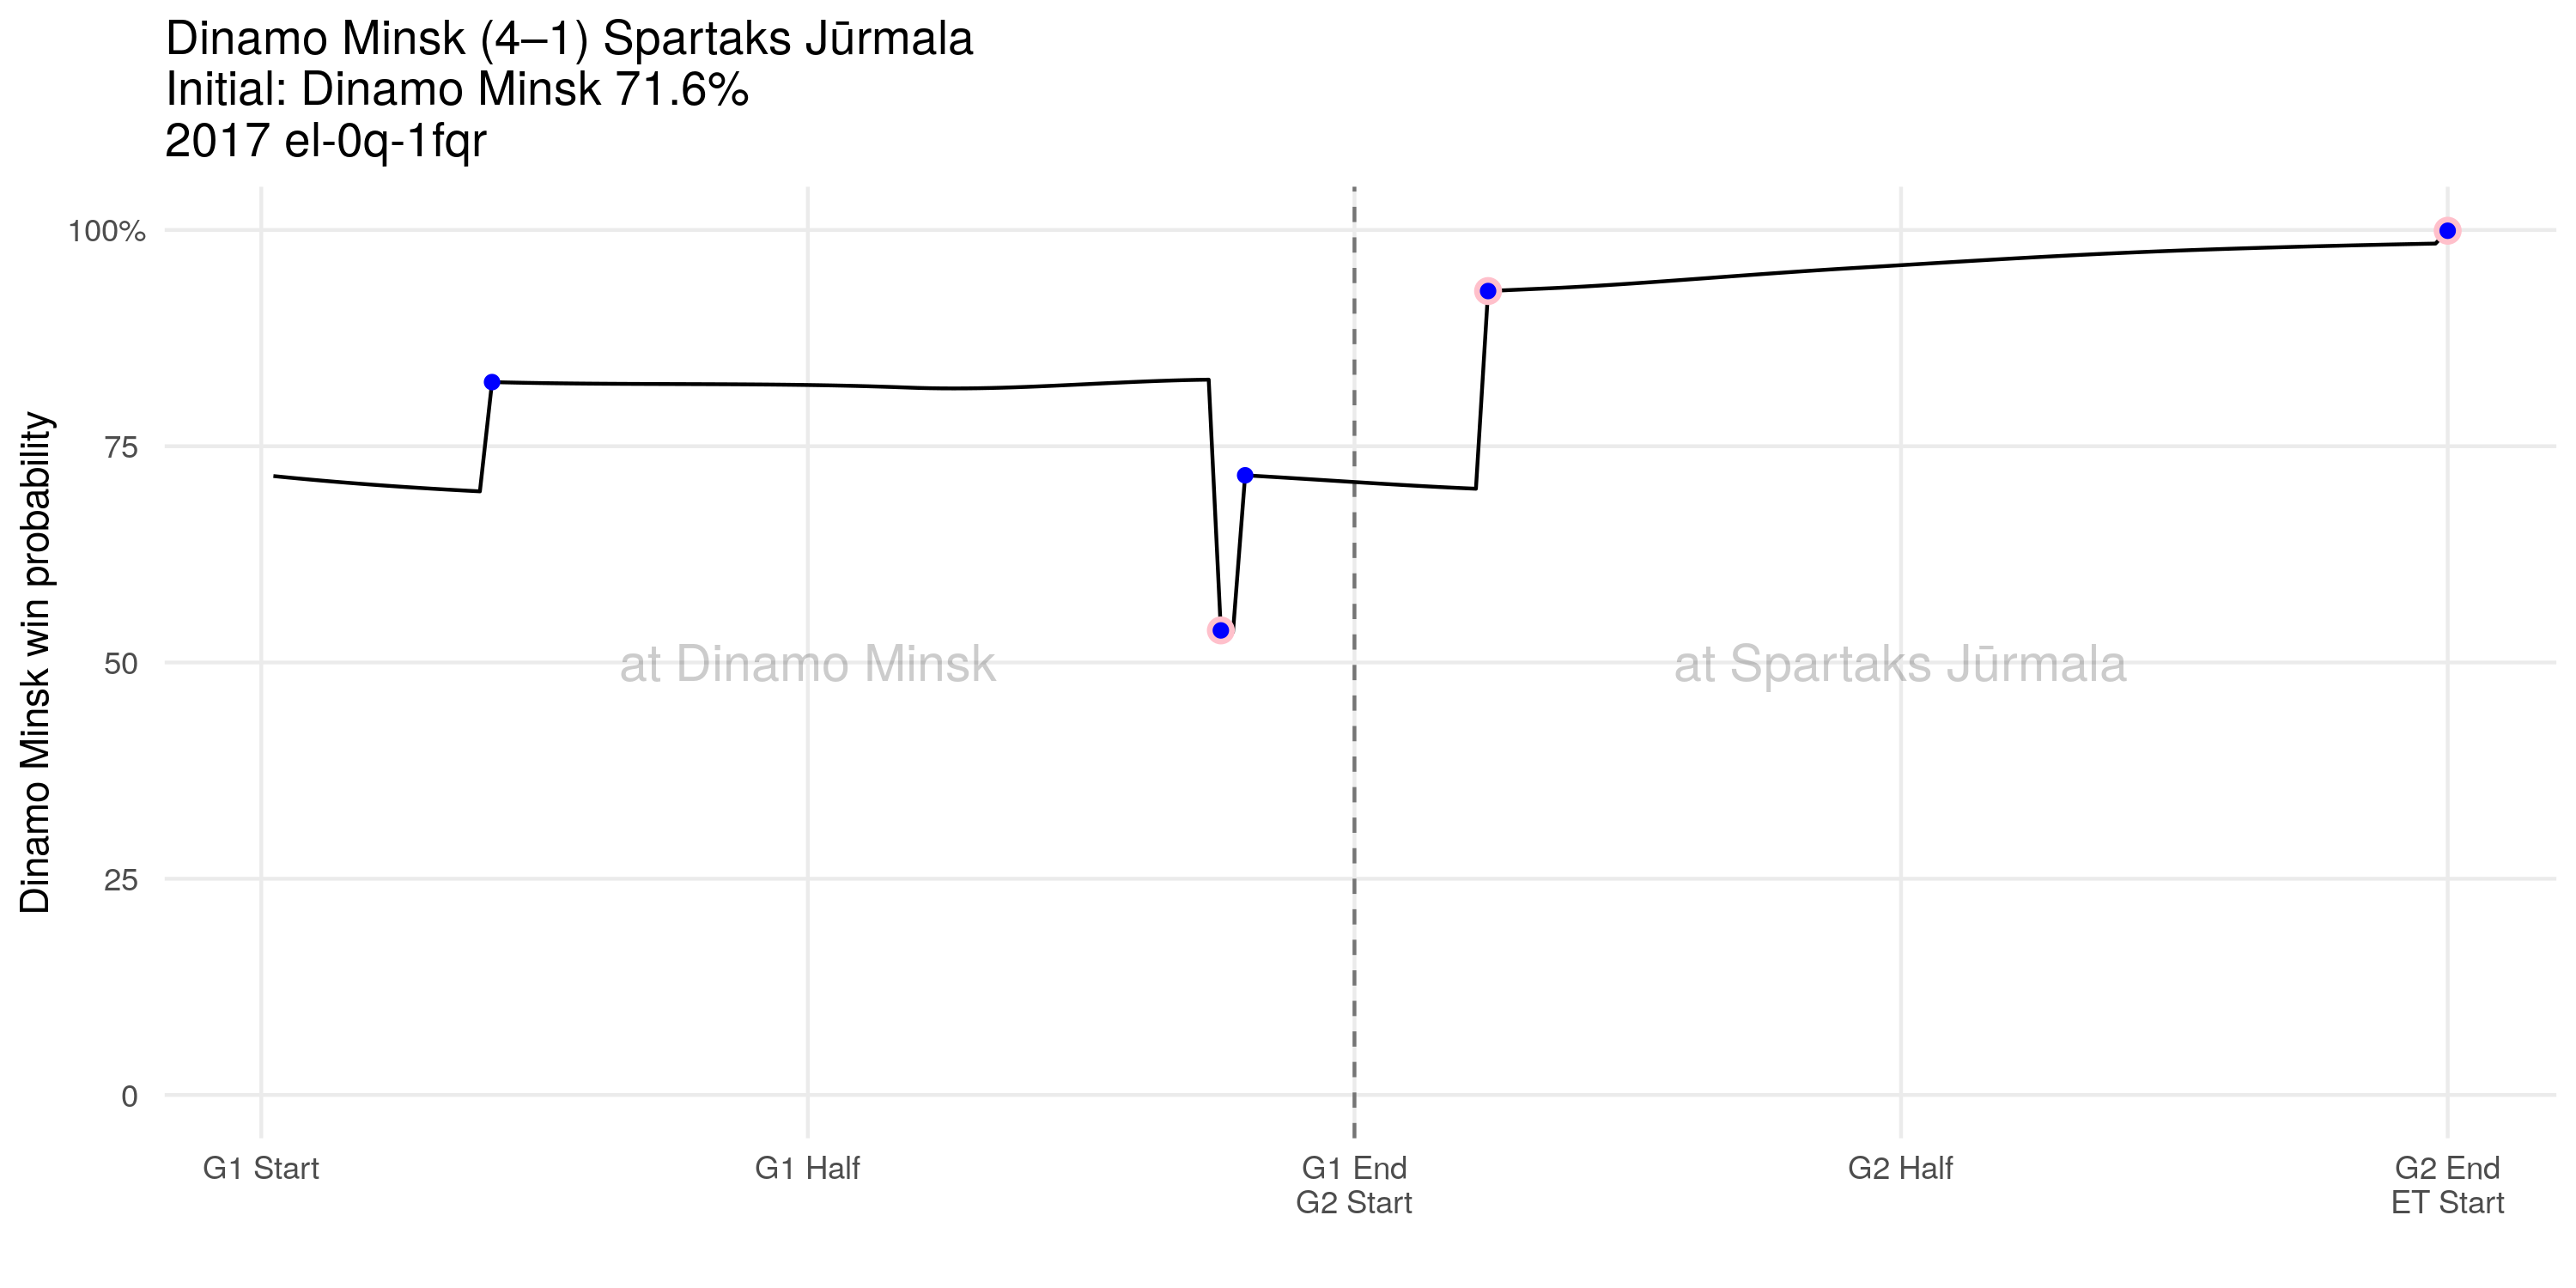 Dinamo Minsk (4–1) Spartaks Jūrmala
Initial: Dinamo Minsk 71.6%
2017 el-0q-1fqr
Dinamo Minsk win probability
100%
75
50
25
0
at Dinamo Minsk
at Spartaks Jūrmala
G1 Start
G1 Half
G1 End
G2 Start
G2 Half
G2 End
ET Start